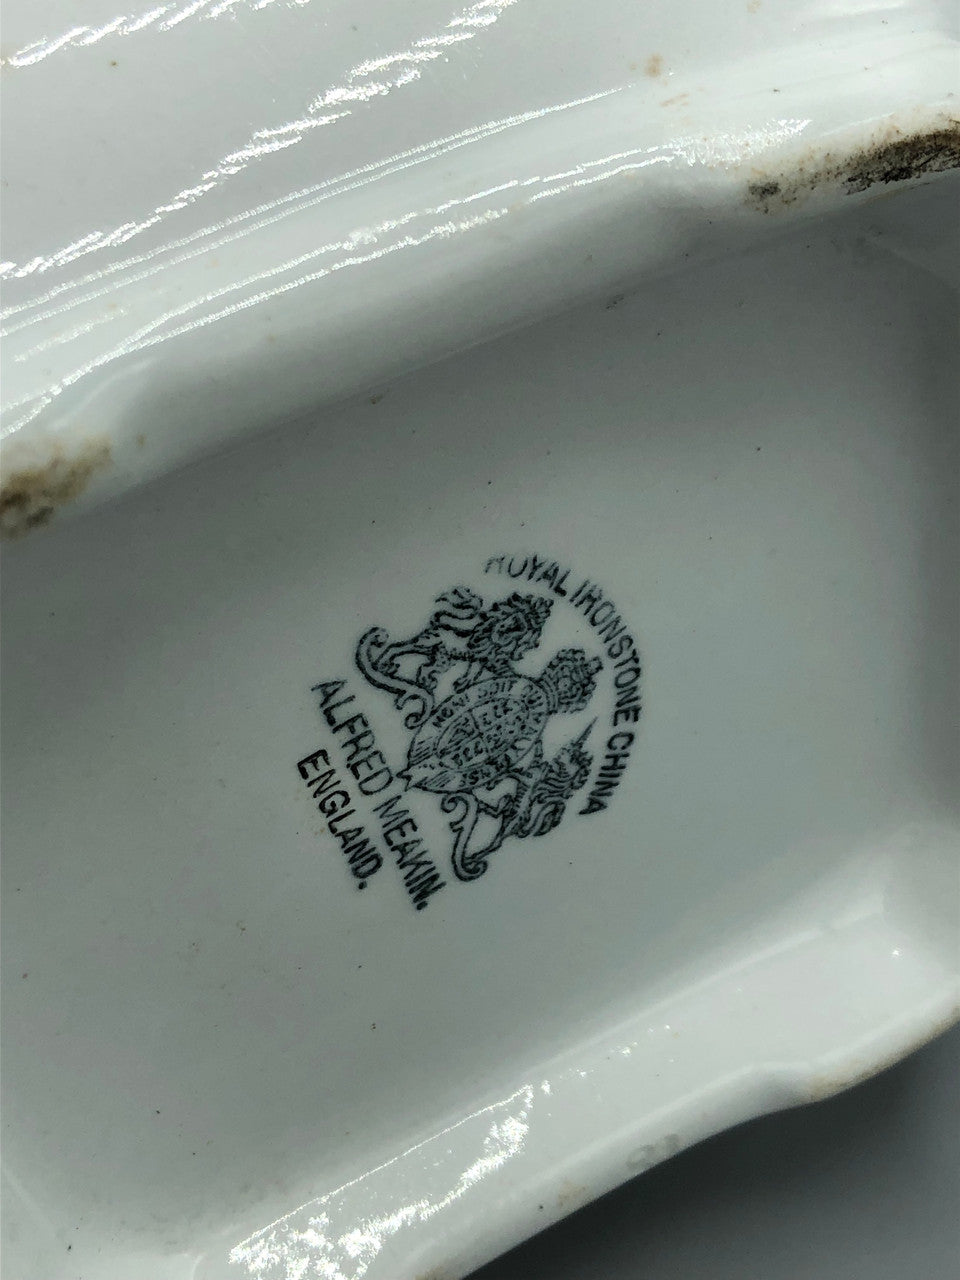 ROYAL IRONSTONE CHINA
ALFRED MEAKIN.
ENGLAND.